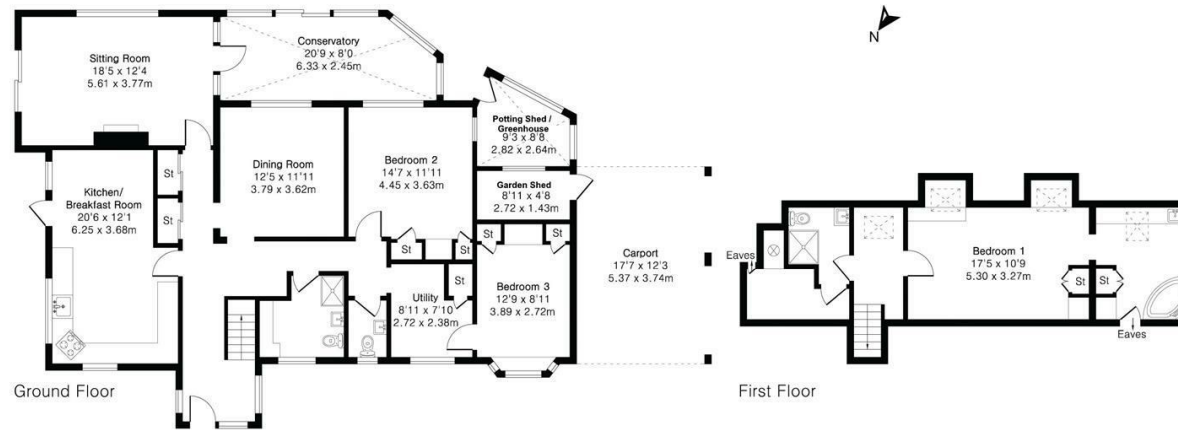 Sitting Room
18'5 x 12'4
5.61 x 3.77m
Conservatory
20'9 x 8'0
6.33 x 2.45m
N
Potting Shed /
Greenhouse
9'3 x 8'8
2.82 x 2.64m
Kitchen/
Breakfast Room
20'6 x 12'1
6.25 x 3.68m
St
St
Dining Room
12'5 x 11'11
3.79 x 3.62m
Bedroom 2
14'7 x 11'11
4.45 x 3.63m
Garden Shed
8'11 x 4'8
2.72 x 1.43m
St
St
St
St
St
Utility
8'11 x 7'10
2.72 x 2.38m
Bedroom 3
12'9 x 8'11
3.89 x 2.72m
Carport
17'7 x 12'3
5.37 x 3.74m
Ground Floor
Eaves
Bedroom 1
17'5 x 10'9
5.30 x 3.27m
St
St
Eaves
First Floor